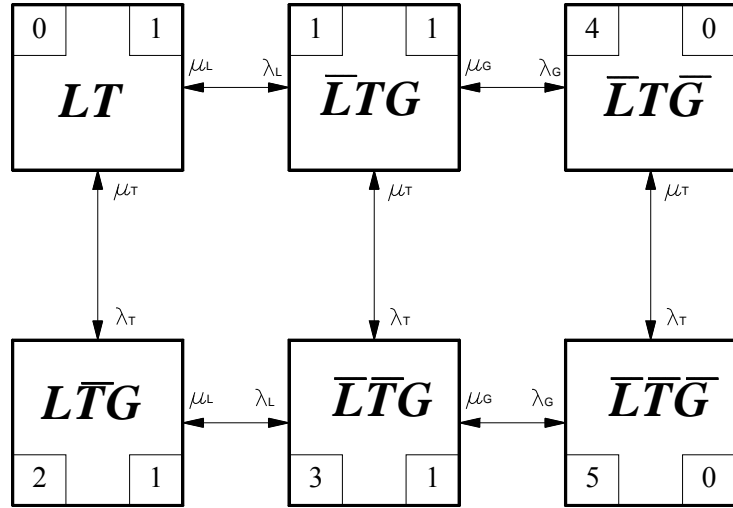 0 1 1 1 4 0
μL λL μG λG
LT L̅TG L̅TG̅
μT μT μT
λT λT λT
LT̅G L̅T̅G L̅T̅G̅
μL λL μG λG
2 1 3 1 5 0